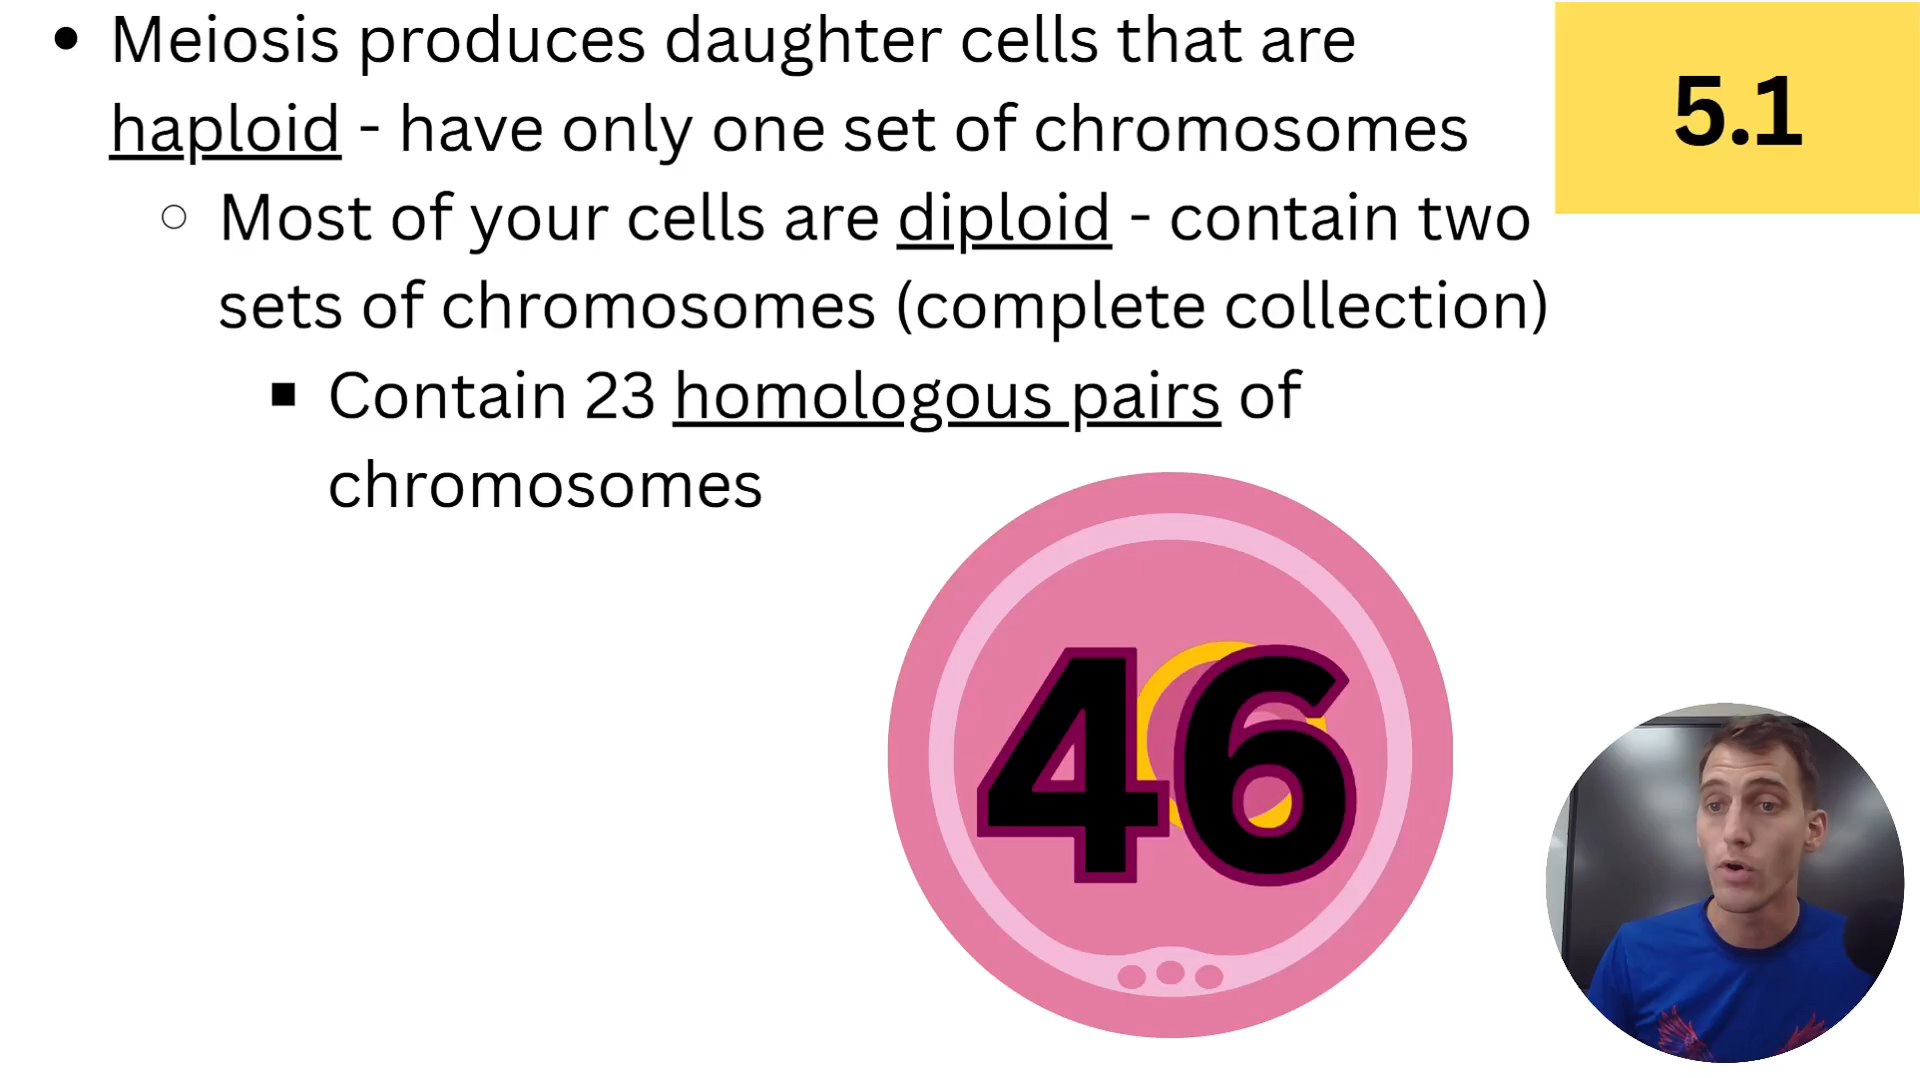 Meiosis produces daughter cells that are
haploid - have only one set of chromosomes
Most of your cells are diploid - contain two
sets of chromosomes (complete collection)
Contain 23 homologous pairs of
chromosomes
5.1
46